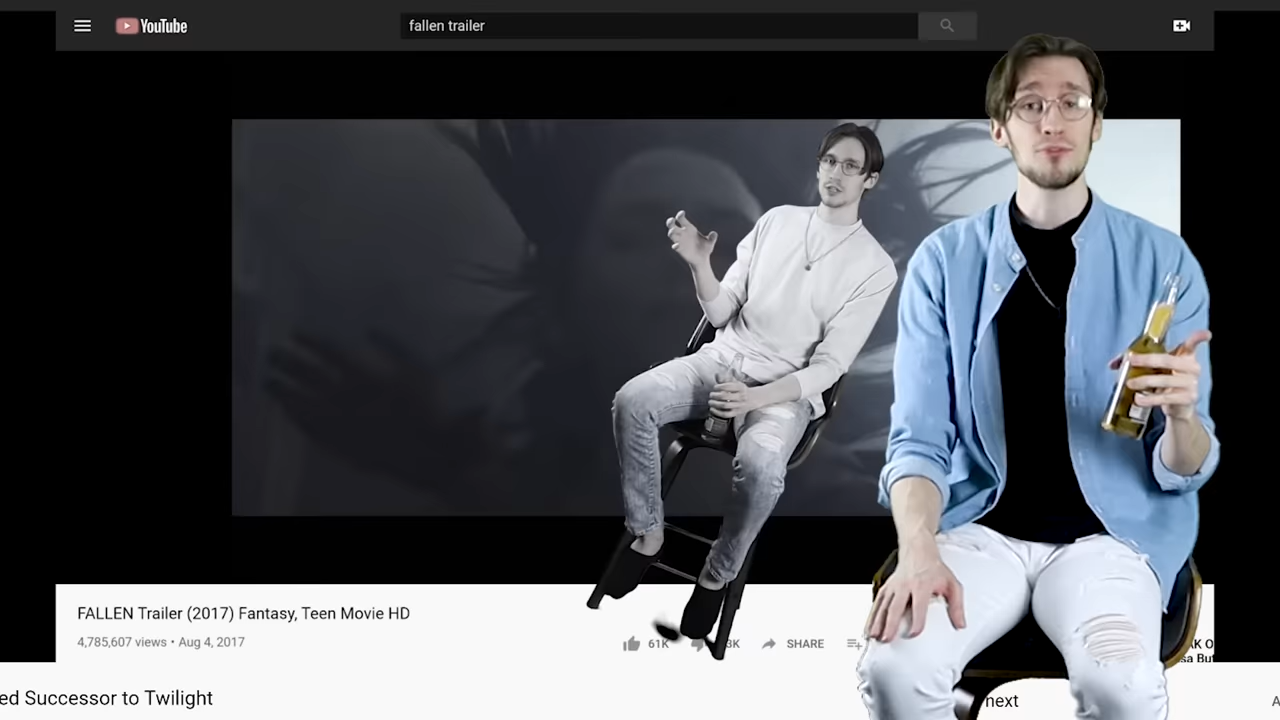 YouTube
fallen trailer
FALLEN Trailer (2017) Fantasy, Teen Movie HD
4,785,607 views • Aug 4, 2017
61K
SHARE
ed Successor to Twilight
next